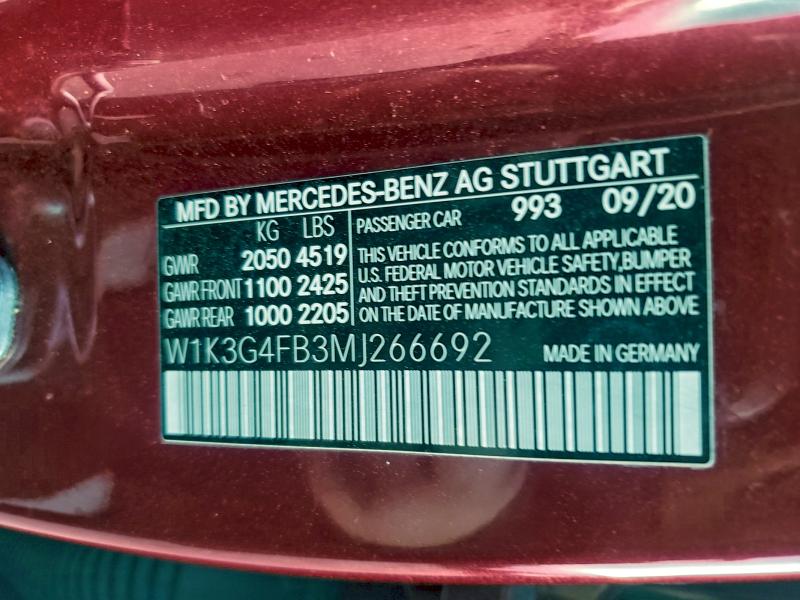 MFD BY MERCEDES-BENZ AG STUTTGART
KG LBS
GVWR 2050 4519
GAWR FRONT 1100 2425
GAWR REAR 1000 2205
PASSENGER CAR 993 09/20
THIS VEHICLE CONFORMS TO ALL APPLICABLE
U.S. FEDERAL MOTOR VEHICLE SAFETY,BUMPER
AND THEFT PREVENTION STANDARDS IN EFFECT
ON THE DATE OF MANUFACTURE SHOWN ABOVE
W1K3G4FB3MJ266692
MADE IN GERMANY